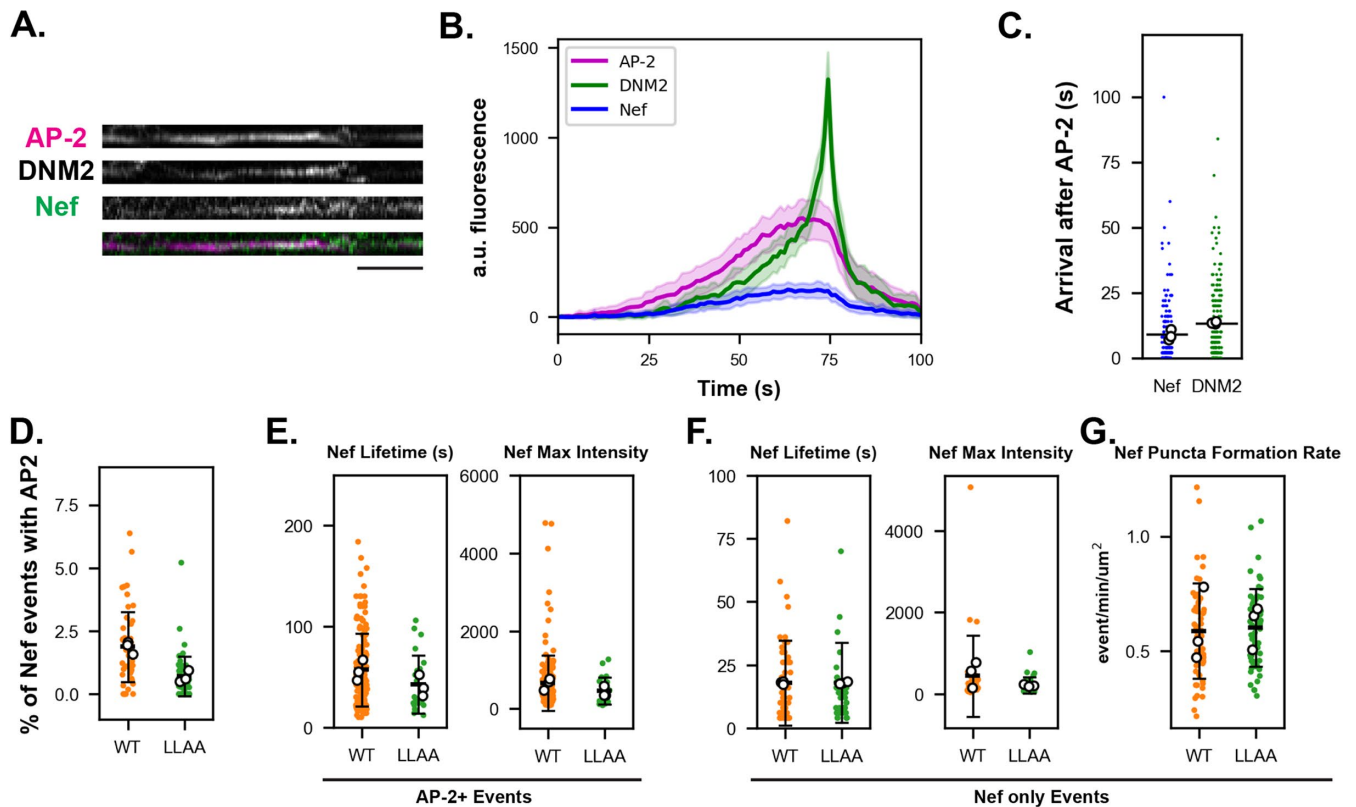 A.
AP-2
DNM2
Nef
B.
1500
1000
500
0
a.u. fluorescence
AP-2
DNM2
Nef
0 25 50 75 100
Time (s)
C.
Arrival after AP-2 (s)
100
75
50
25
0
Nef DNM2
D.
% of Nef events with AP2
7.5
5.0
2.5
0.0
WT LLAA
E.
Nef Lifetime (s)
200
100
0
WT LLAA
Nef Max Intensity
6000
4000
2000
0
WT LLAA
AP-2+ Events
F.
Nef Lifetime (s)
100
75
50
25
0
WT LLAA
Nef Max Intensity
4000
2000
0
WT LLAA
G.
Nef Puncta Formation Rate
event/min/um²
1.0
0.5
WT LLAA
Nef only Events